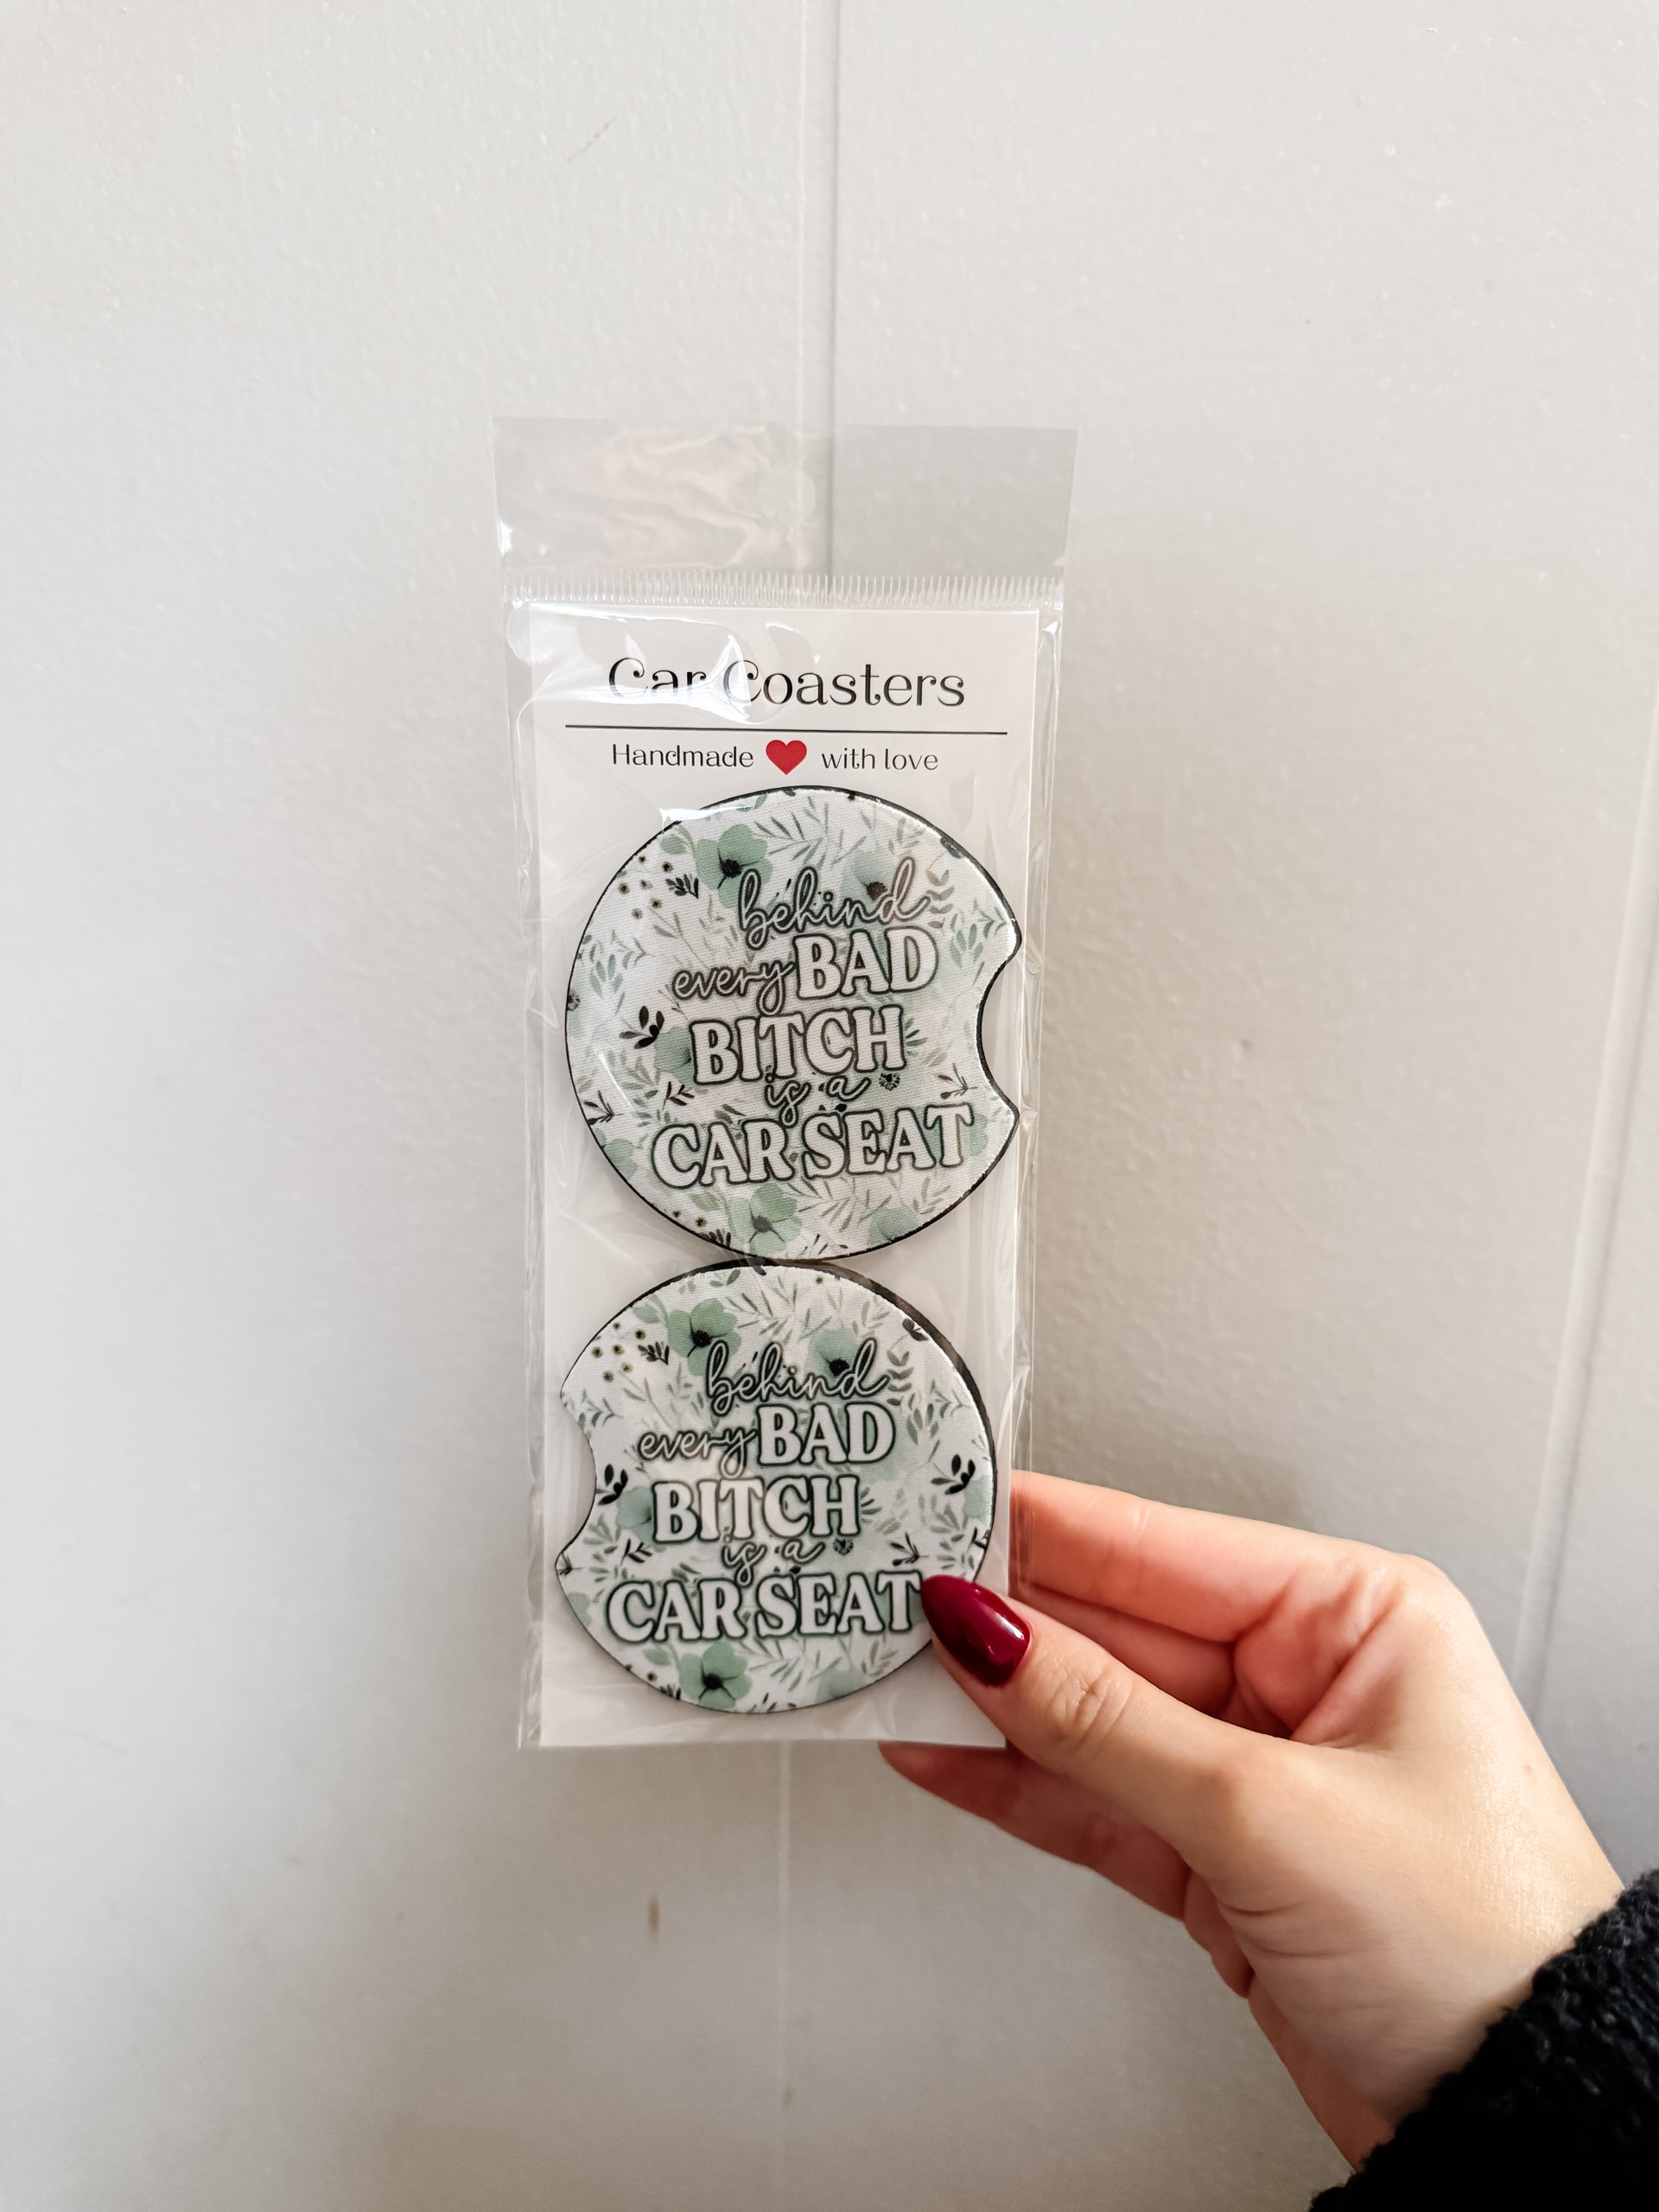 Car Coasters
Handmade with love
behind
every BAD
BITCH
is a
CAR SEAT
behind
every BAD
BITCH
is a
CAR SEAT